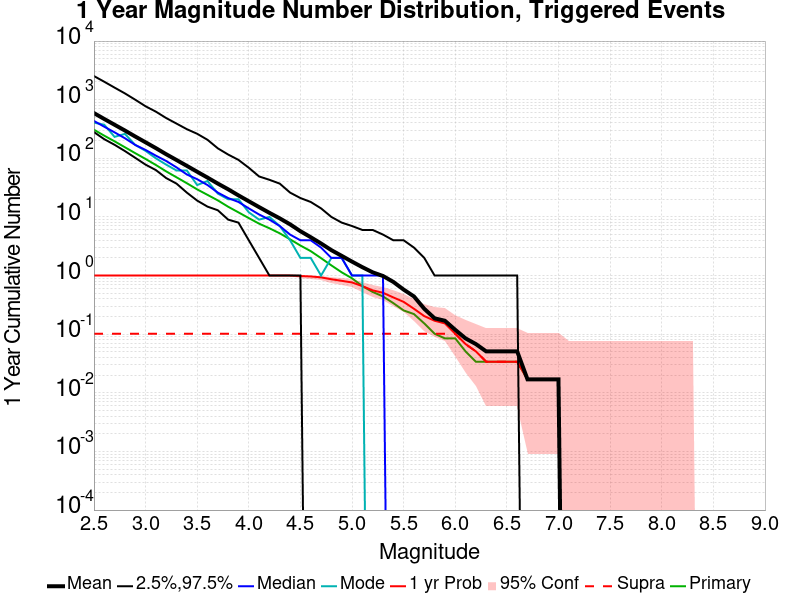 1 Year Magnitude Number Distribution, Triggered Events
1 Year Cumulative Number
10^4
10^3
10^2
10^1
10^0
10^-1
10^-2
10^-3
10^-4
2.5 3.0 3.5 4.0 4.5 5.0 5.5 6.0 6.5 7.0 7.5 8.0 8.5 9.0
Magnitude
Mean 2.5%,97.5% Median Mode 1 yr Prob 95% Conf Supra Primary